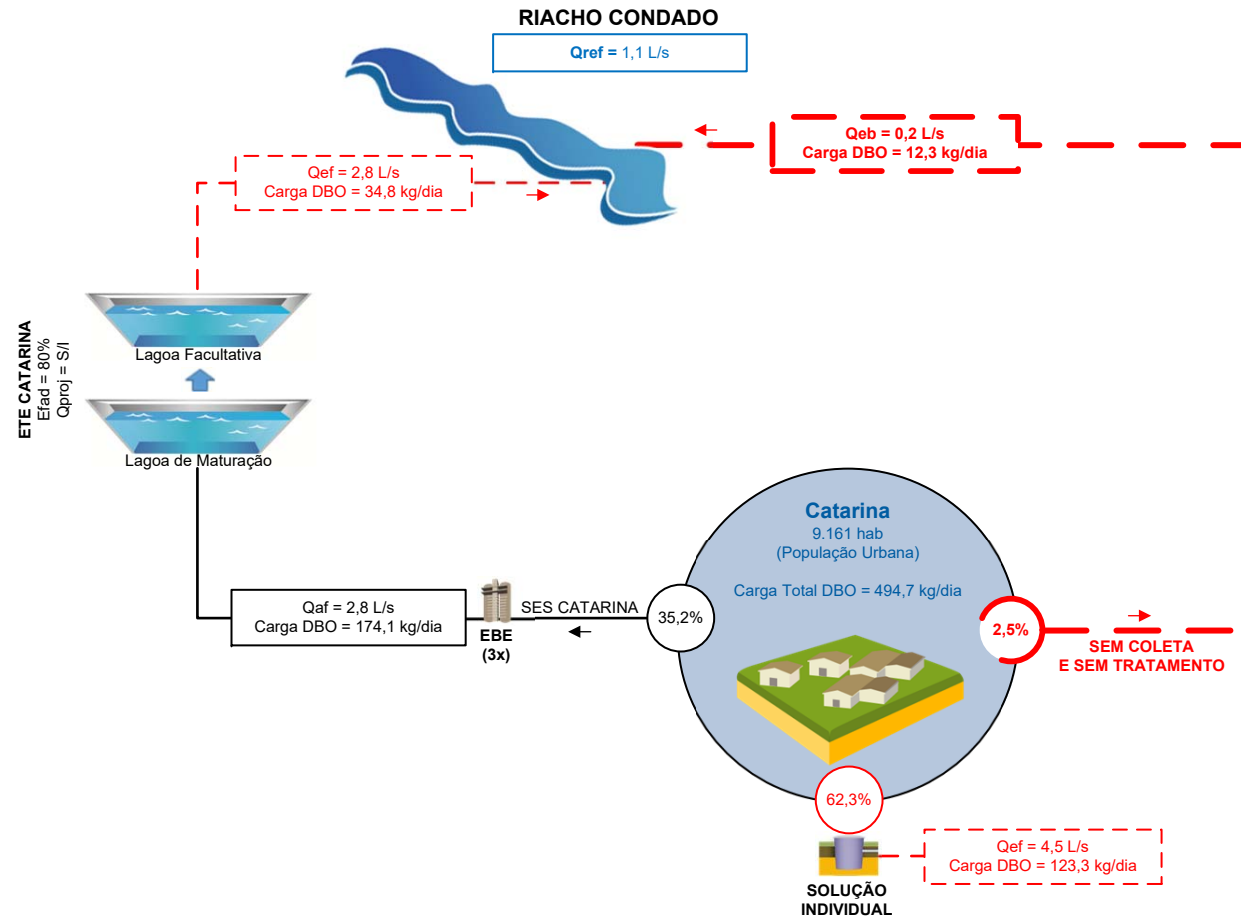 RIACHO CONDADO
Qref = 1,1 L/s
Qeb = 0,2 L/s
Carga DBO = 12,3 kg/dia
Qef = 2,8 L/s
Carga DBO = 34,8 kg/dia
ETE CATARINA
Efad = 80%
Qproj = S/I
Lagoa Facultativa
Lagoa de Maturação
Catarina
9.161 hab
(População Urbana)
Carga Total DBO = 494,7 kg/dia
Qaf = 2,8 L/s
Carga DBO = 174,1 kg/dia
EBE
(3x)
SES CATARINA
35,2%
2,5%
SEM COLETA
E SEM TRATAMENTO
62,3%
Qef = 4,5 L/s
Carga DBO = 123,3 kg/dia
SOLUÇÃO
INDIVIDUAL